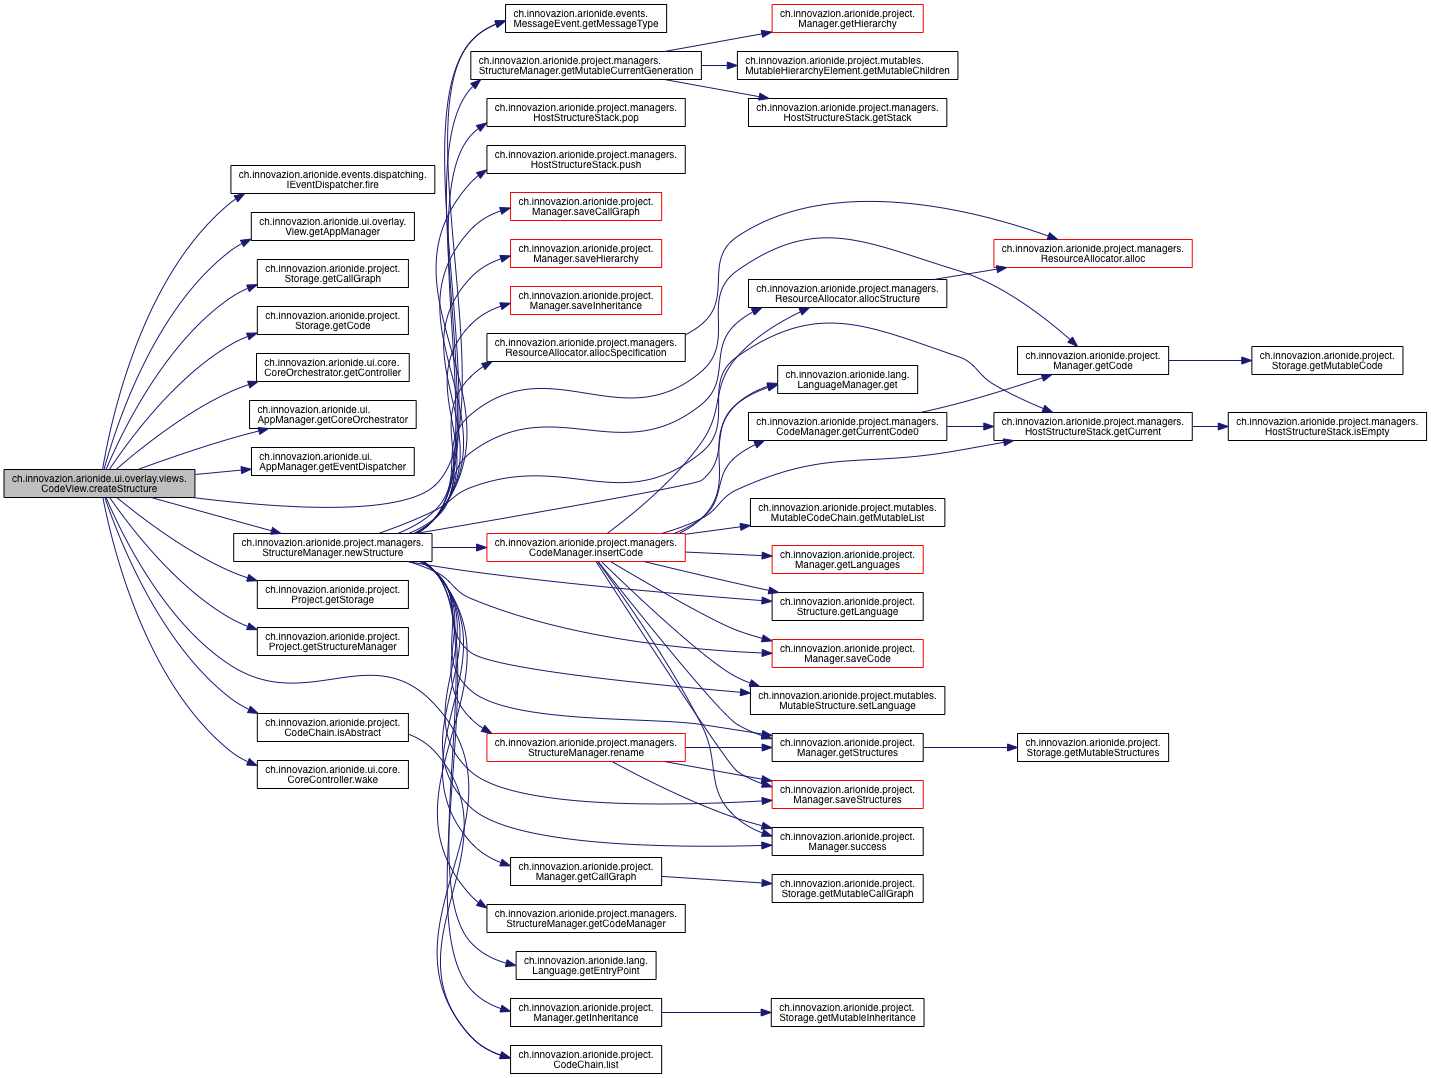 ch.innovazion.arionide.ui.overlay.views.
CodeView.createStructure
ch.innovazion.arionide.events.dispatching.
IEventDispatcher.fire
ch.innovazion.arionide.ui.overlay.
View.getAppManager
ch.innovazion.arionide.project.
Storage.getCallGraph
ch.innovazion.arionide.project.
Storage.getCode
ch.innovazion.arionide.ui.core.
CoreOrchestrator.getController
ch.innovazion.arionide.ui.
AppManager.getCoreOrchestrator
ch.innovazion.arionide.ui.
AppManager.getEventDispatcher
ch.innovazion.arionide.project.managers.
StructureManager.newStructure
ch.innovazion.arionide.project.
Project.getStorage
ch.innovazion.arionide.project.
Project.getStructureManager
ch.innovazion.arionide.project.
CodeChain.isAbstract
ch.innovazion.arionide.ui.core.
CoreController.wake
ch.innovazion.arionide.events.
MessageEvent.getMessageType
ch.innovazion.arionide.project.managers.
StructureManager.getMutableCurrentGeneration
ch.innovazion.arionide.project.managers.
HostStructureStack.pop
ch.innovazion.arionide.project.managers.
HostStructureStack.push
ch.innovazion.arionide.project.
Manager.saveCallGraph
ch.innovazion.arionide.project.
Manager.saveHierarchy
ch.innovazion.arionide.project.
Manager.saveInheritance
ch.innovazion.arionide.project.managers.
ResourceAllocator.allocSpecification
ch.innovazion.arionide.project.managers.
CodeManager.insertCode
ch.innovazion.arionide.project.managers.
StructureManager.rename
ch.innovazion.arionide.project.
Manager.getCallGraph
ch.innovazion.arionide.project.managers.
StructureManager.getCodeManager
ch.innovazion.arionide.lang.
Language.getEntryPoint
ch.innovazion.arionide.project.
Manager.getInheritance
ch.innovazion.arionide.project.
CodeChain.list
ch.innovazion.arionide.project.
Manager.getHierarchy
ch.innovazion.arionide.project.mutables.
MutableHierarchyElement.getMutableChildren
ch.innovazion.arionide.project.managers.
HostStructureStack.getStack
ch.innovazion.arionide.project.managers.
ResourceAllocator.allocStructure
ch.innovazion.arionide.lang.
LanguageManager.get
ch.innovazion.arionide.project.managers.
CodeManager.getCurrentCode0
ch.innovazion.arionide.project.mutables.
MutableCodeChain.getMutableList
ch.innovazion.arionide.project.
Manager.getLanguages
ch.innovazion.arionide.project.
Structure.getLanguage
ch.innovazion.arionide.project.
Manager.saveCode
ch.innovazion.arionide.project.mutables.
MutableStructure.setLanguage
ch.innovazion.arionide.project.
Manager.getStructures
ch.innovazion.arionide.project.
Manager.saveStructures
ch.innovazion.arionide.project.
Manager.success
ch.innovazion.arionide.project.
Storage.getMutableCallGraph
ch.innovazion.arionide.project.
Storage.getMutableInheritance
ch.innovazion.arionide.project.managers.
ResourceAllocator.alloc
ch.innovazion.arionide.project.
Manager.getCode
ch.innovazion.arionide.project.managers.
HostStructureStack.getCurrent
ch.innovazion.arionide.project.
Storage.getMutableStructures
ch.innovazion.arionide.project.
Storage.getMutableCode
ch.innovazion.arionide.project.managers.
HostStructureStack.isEmpty